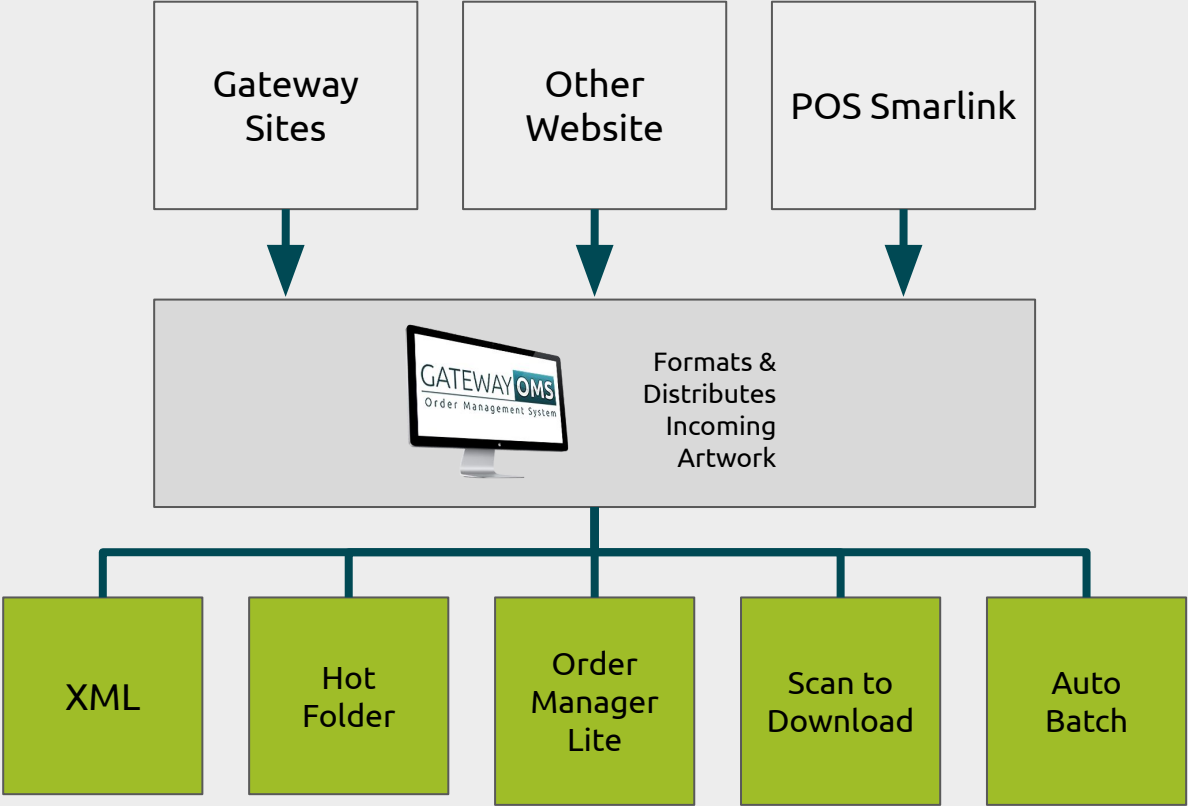 Gateway
Sites
Other
Website
POS Smarlink
GATEWAY OMS
Order Management System
Formats &
Distributes
Incoming
Artwork
XML
Hot
Folder
Order
Manager
Lite
Scan to
Download
Auto
Batch